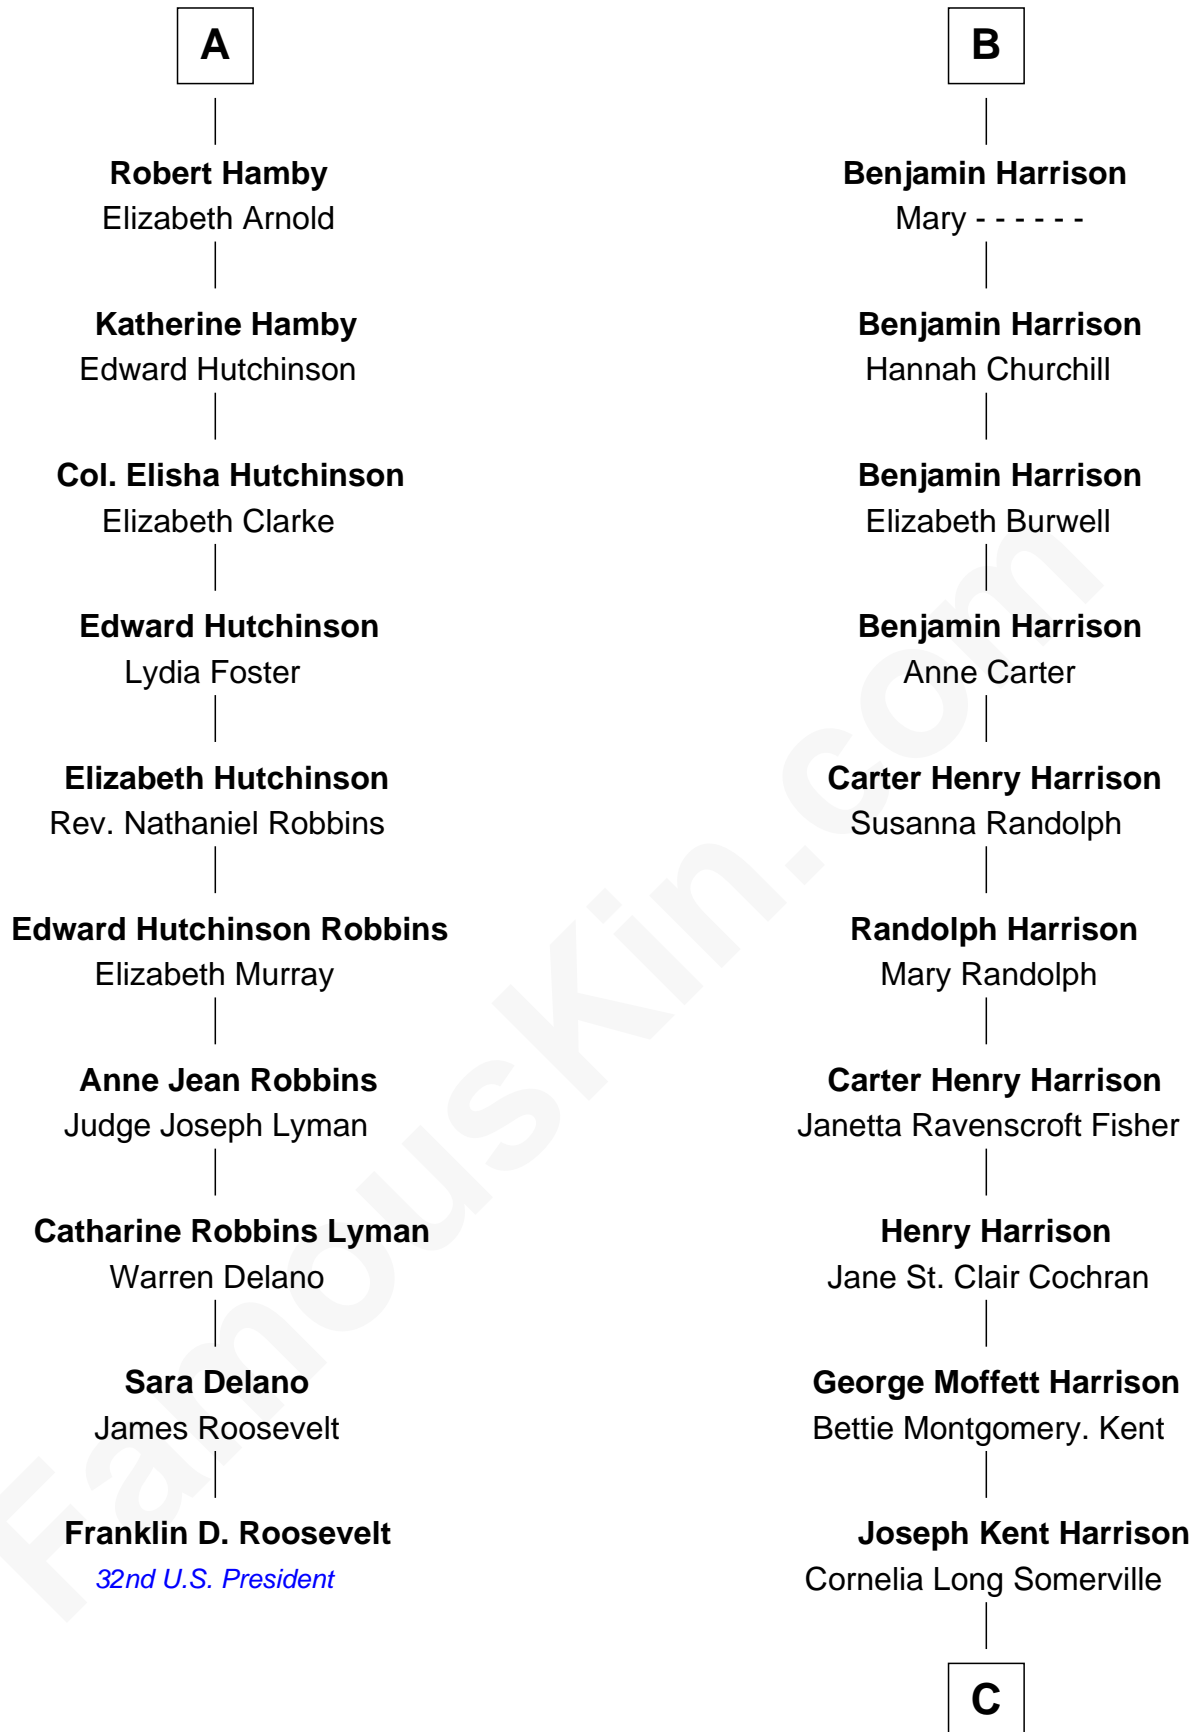 A
Robert Hamby
Elizabeth Arnold
Katherine Hamby
Edward Hutchinson
Col. Elisha Hutchinson
Elizabeth Clarke
Edward Hutchinson
Lydia Foster
Elizabeth Hutchinson
Rev. Nathaniel Robbins
Edward Hutchinson Robbins
Elizabeth Murray
Anne Jean Robbins
Judge Joseph Lyman
Catharine Robbins Lyman
Warren Delano
Sara Delano
James Roosevelt
Franklin D. Roosevelt
32nd U.S. President
B
Benjamin Harrison
Mary - - - - - -
Benjamin Harrison
Hannah Churchill
Benjamin Harrison
Elizabeth Burwell
Benjamin Harrison
Anne Carter
Carter Henry Harrison
Susanna Randolph
Randolph Harrison
Mary Randolph
Carter Henry Harrison
Janetta Ravenscroft Fisher
Henry Harrison
Jane St. Clair Cochran
George Moffett Harrison
Bettie Montgomery. Kent
Joseph Kent Harrison
Cornelia Long Somerville
C
FamousKin.com